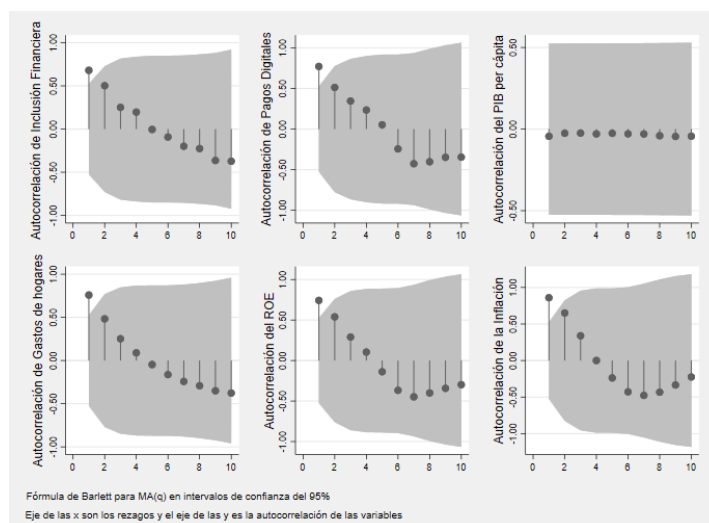 Autocorrelación de Inclusión Financiera
1.00
0.50
0.00
-0.50
-1.00
0 2 4 6 8 10
Autocorrelación de Pagos Digitales
1.00
0.50
0.00
-0.50
-1.00
0 2 4 6 8 10
Autocorrelación del PIB per cápita
0.50
0.00
-0.50
0 2 4 6 8 10
Autocorrelación de Gastos de hogares
1.00
0.50
0.00
-0.50
-1.00
0 2 4 6 8 10
Autocorrelación del ROE
1.00
0.50
0.00
-0.50
-1.00
0 2 4 6 8 10
Autocorrelación de la Inflación
1.00
0.50
0.00
-0.50
-1.00
0 2 4 6 8 10
Fórmula de Barlett para MA(q) en intervalos de confianza del 95%
Eje de las x son los rezagos y el eje de las y es la autocorrelación de las variables